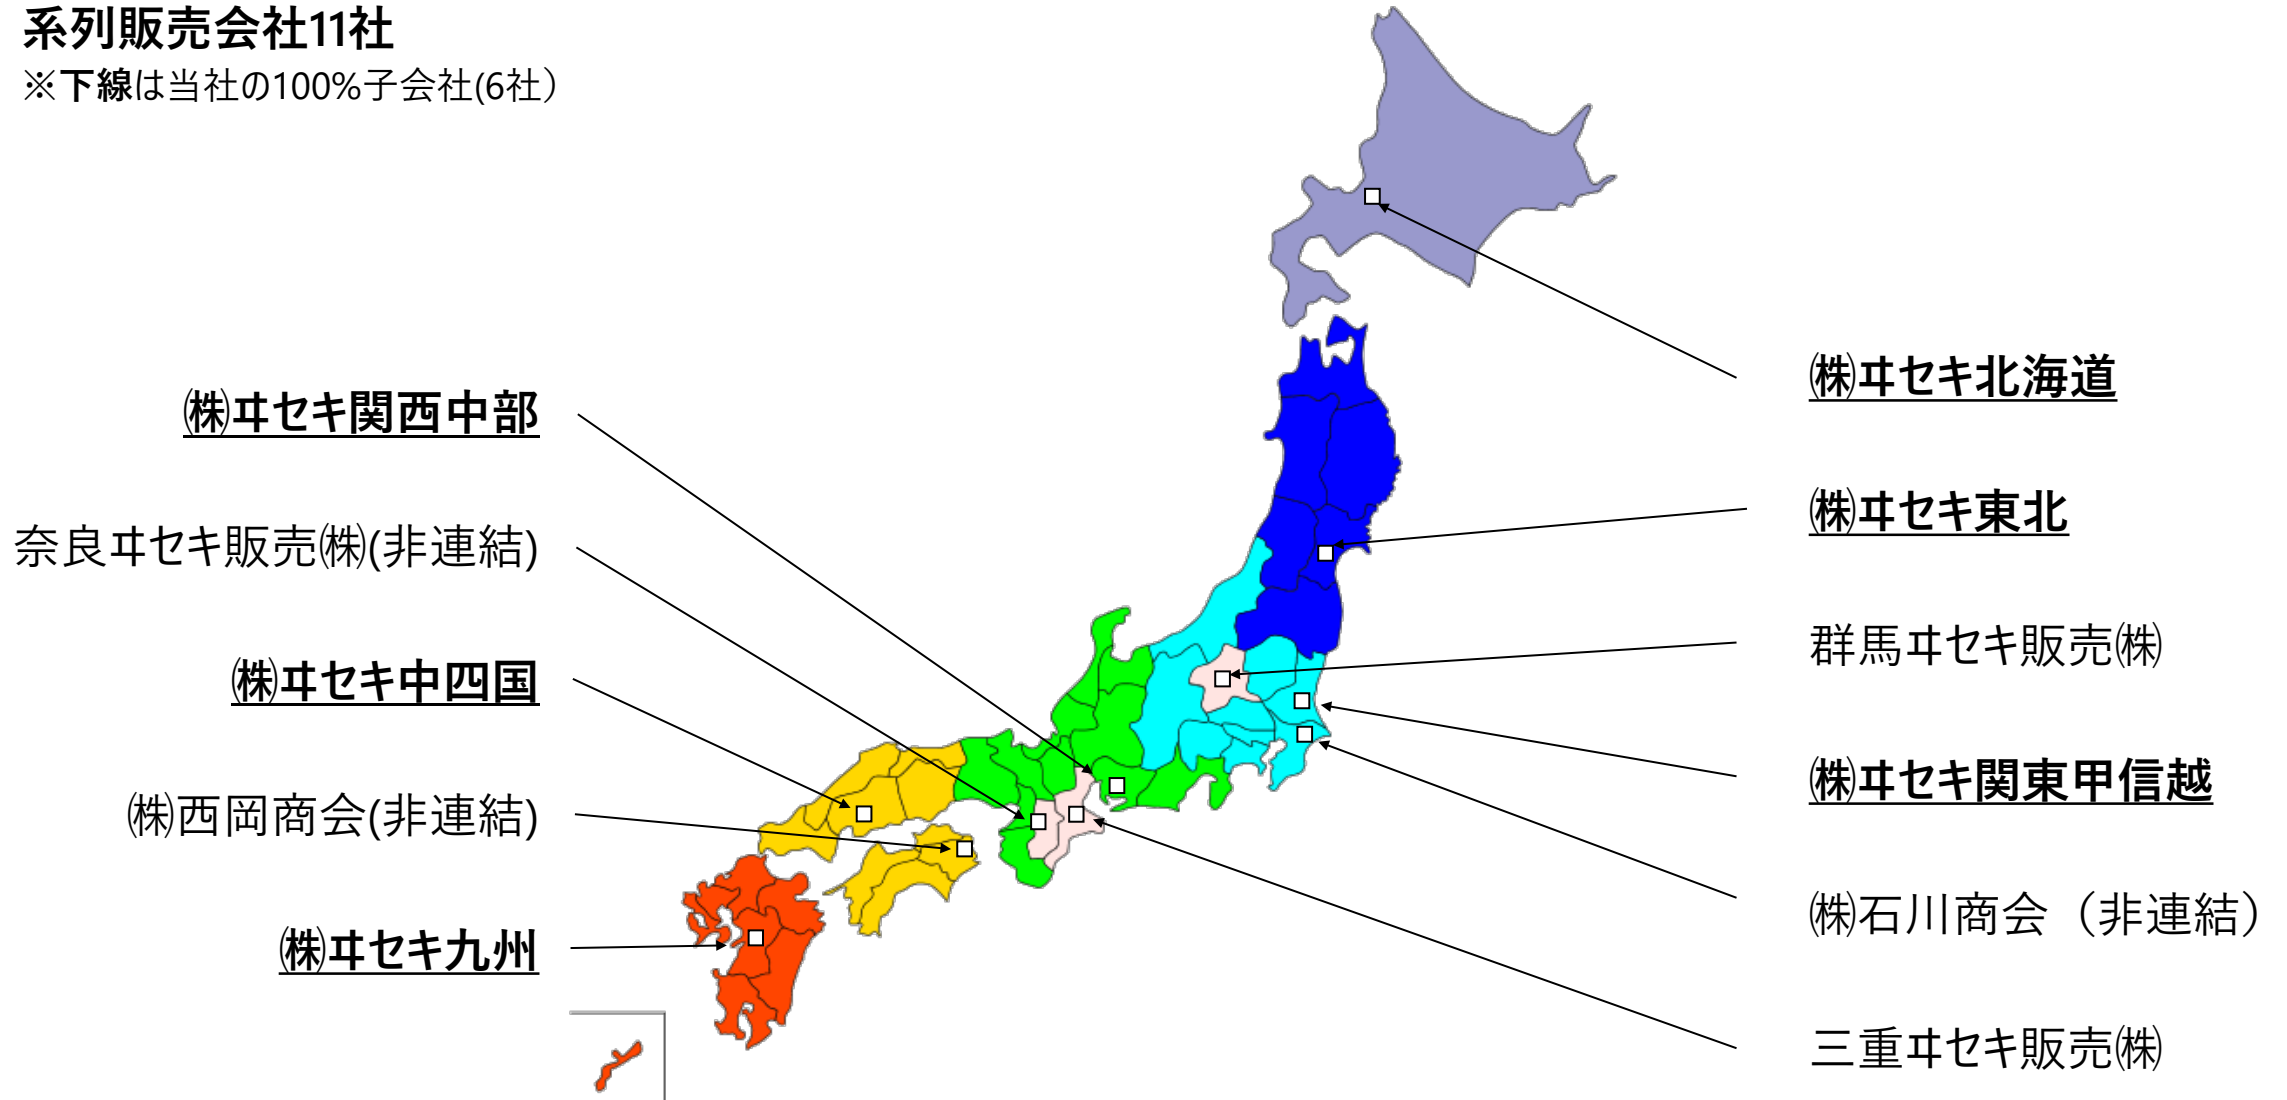 系列販売会社11社
※下線は当社の100%子会社(6社）
㈱ヰセキ関西中部
奈良ヰセキ販売㈱(非連結)
㈱ヰセキ中四国
㈱西岡商会(非連結)
㈱ヰセキ九州
㈱ヰセキ北海道
㈱ヰセキ東北
群馬ヰセキ販売㈱
㈱ヰセキ関東甲信越
㈱石川商会（非連結）
三重ヰセキ販売㈱